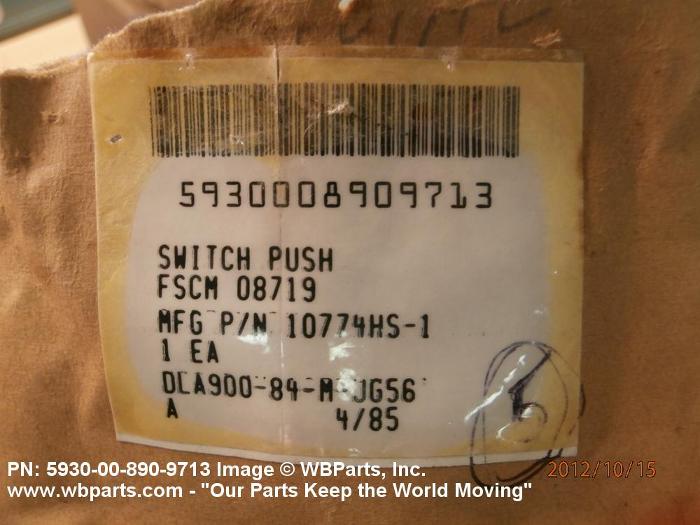 5930008909713
SWITCH PUSH
FSCM 08719
MFG P/N 10774HS-1
1 EA
DLA900-84-M-JG56
A 4/85
5
2012/10/15
PN: 5930-00-890-9713 Image © WBParts, Inc.
www.wbparts.com - "Our Parts Keep the World Moving"